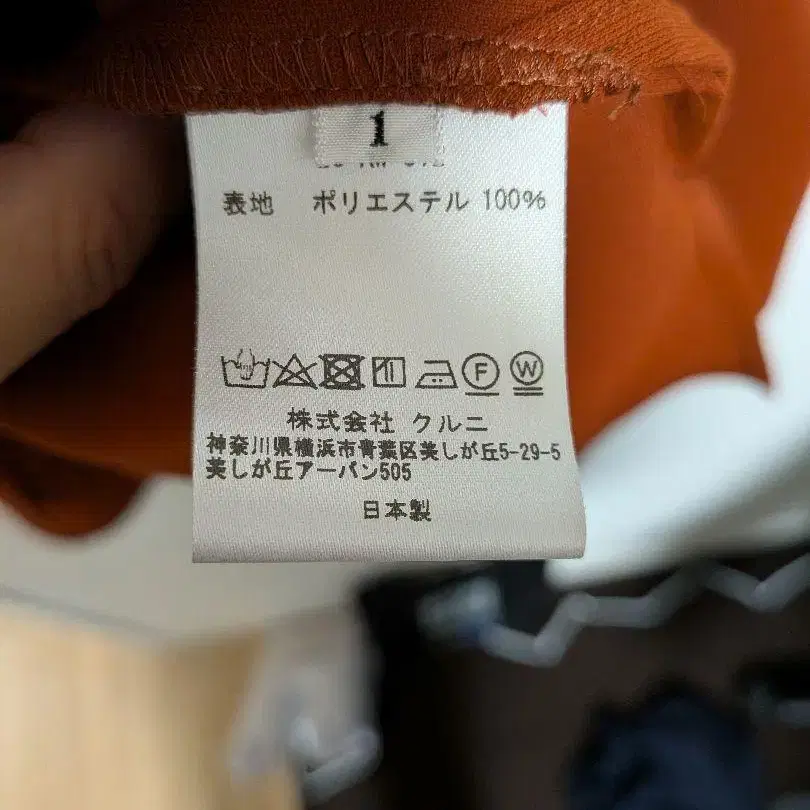 1
表地 ポリエステル 100%
F W
株式会社 クルニ
神奈川県横浜市青葉区美しが丘5-29-5
美しが丘アーバン505
日本製